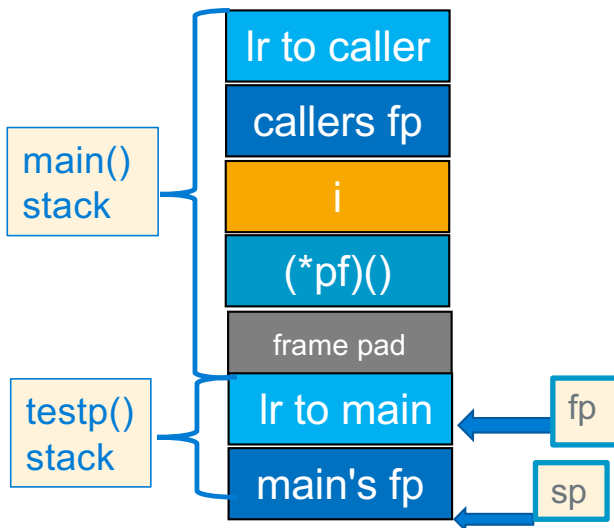 lr to caller
callers fp
main()
stack
i
(*pf)()
frame pad
testp()
stack
lr to main
fp
main's fp
sp